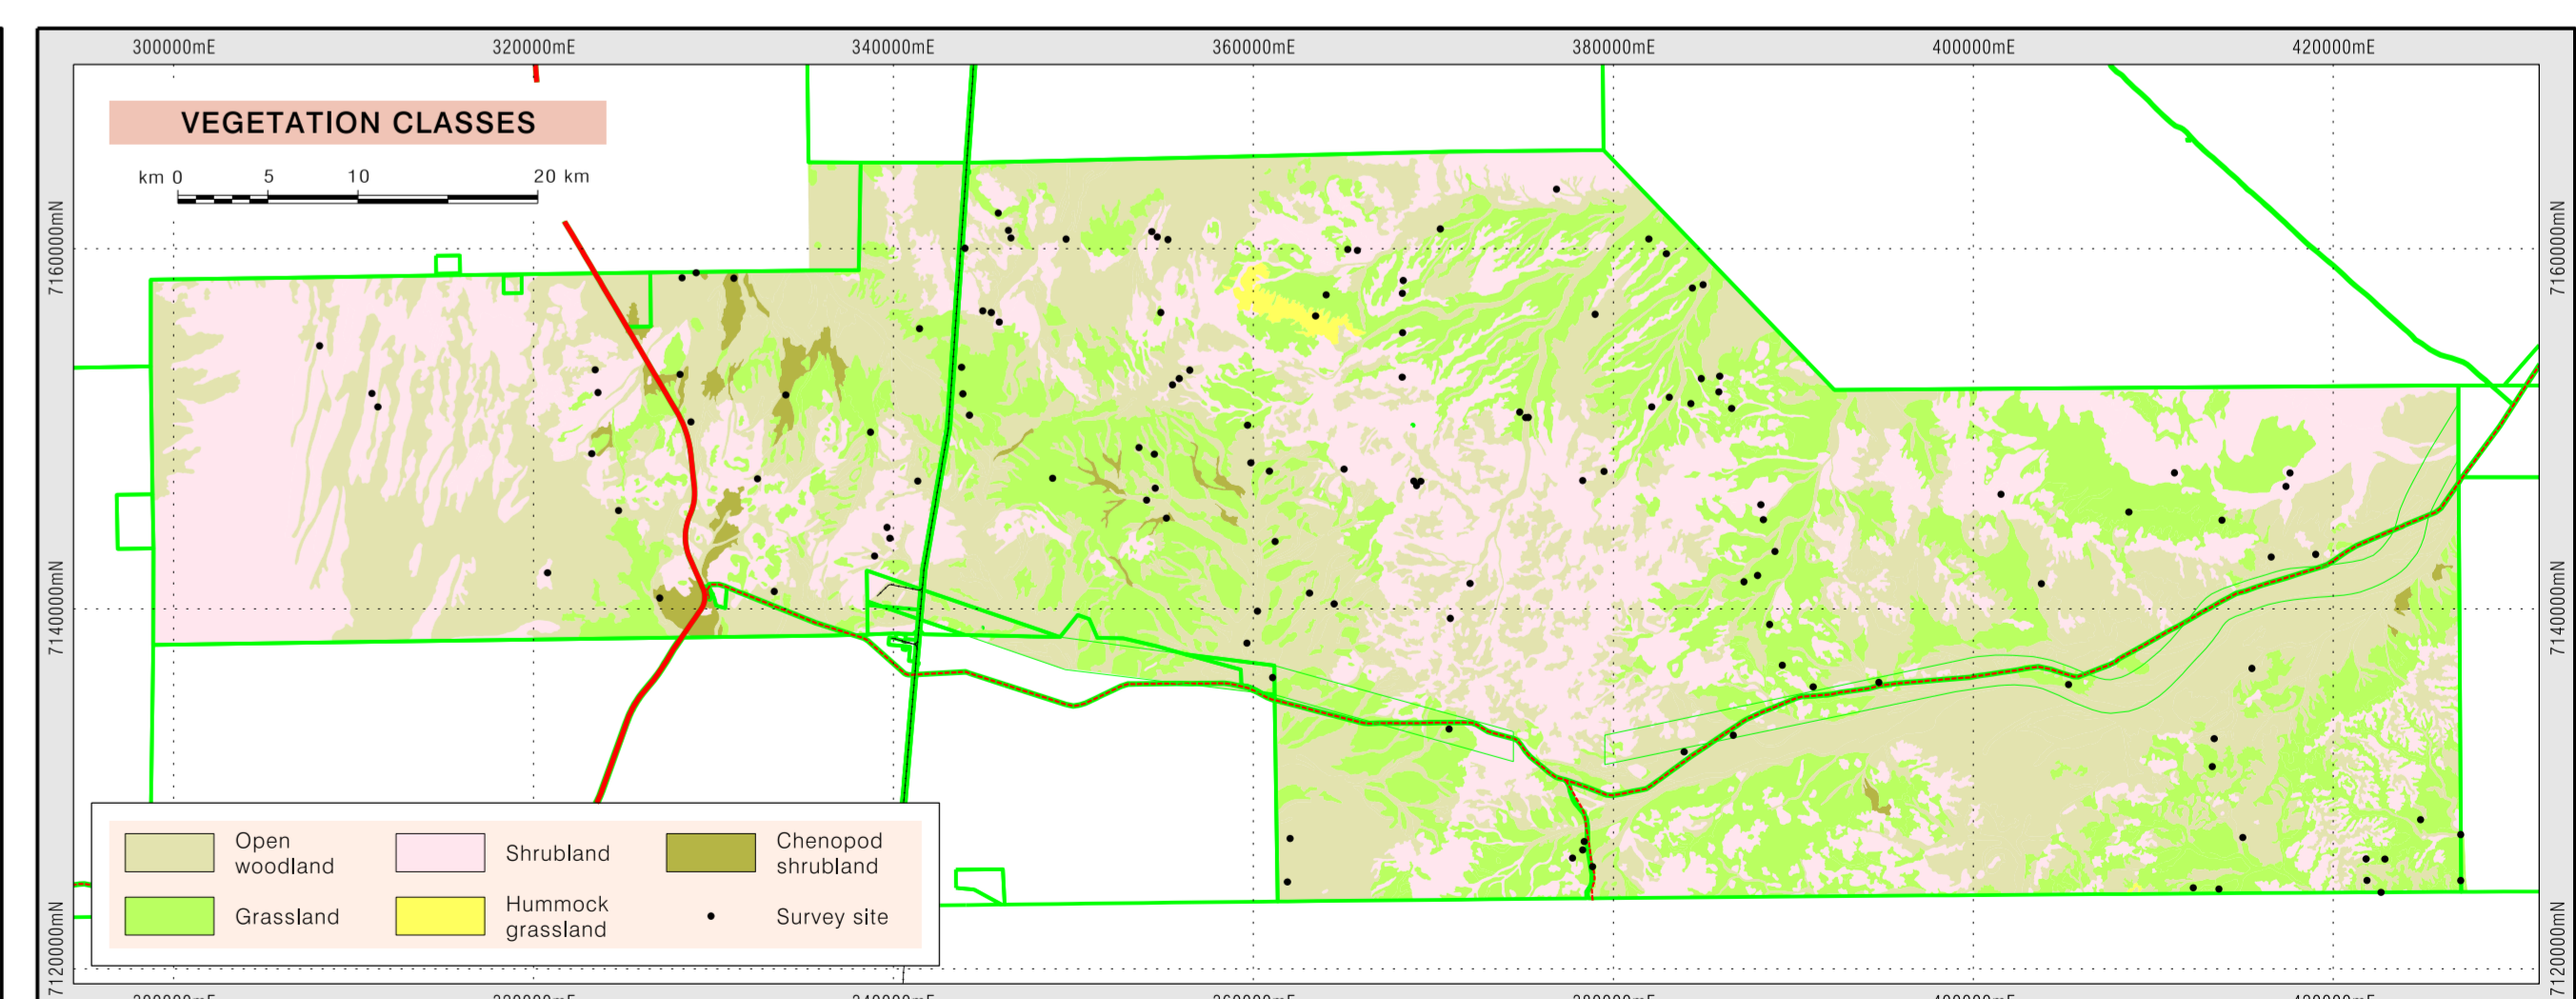 300000mE 320000mE 340000mE 360000mE 380000mE 400000mE 420000mE
VEGETATION CLASSES
km 0 5 10 20 km
7160000mN
7160000mN
7140000mN
7140000mN
7120000mN
7120000mN
Open
woodland
Shrubland
Chenopod
shrubland
Grassland
Hummock
grassland
Survey site